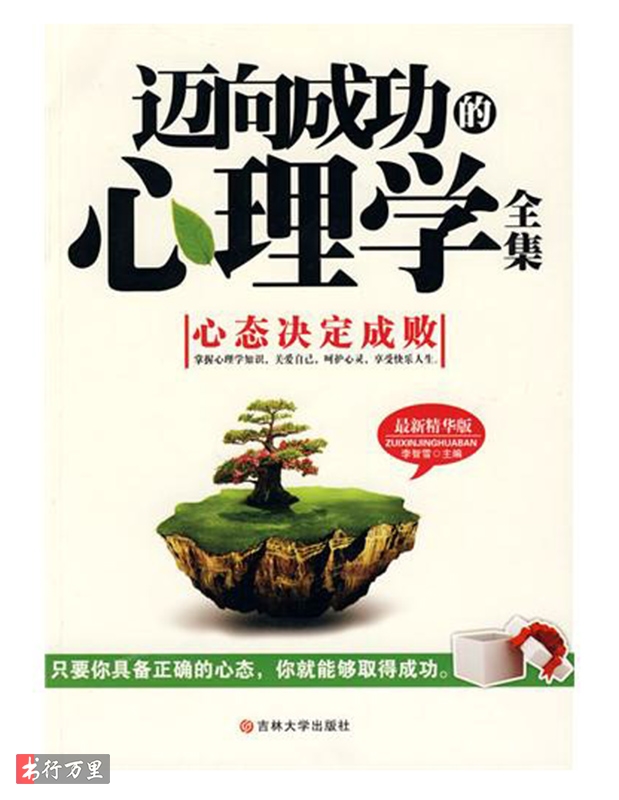 迈向成功的
心理学全集
心态决定成败
掌握心理学知识，关爱自己，呵护心灵，享受快乐人生。
最新精华版
ZUIXINJINGHUABAN
李智雪◎主编
只要你具备正确的心态，你就能够取得成功。
吉林大学出版社
书行万里